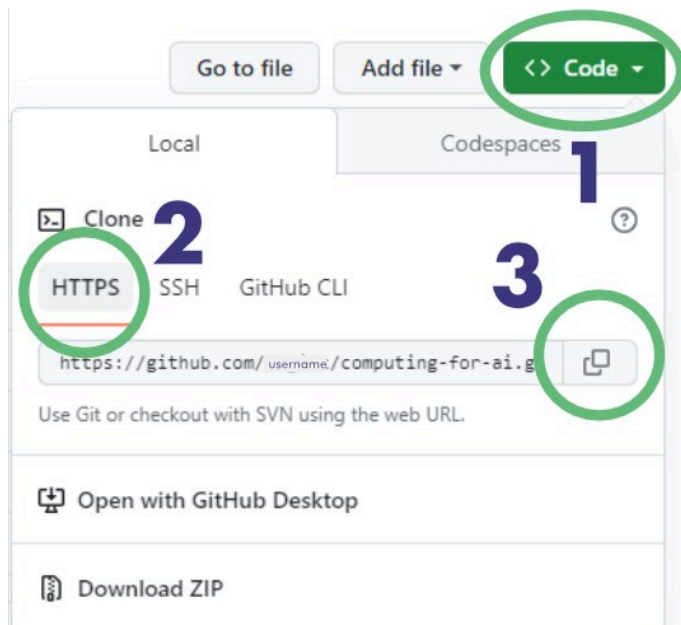 Go to file Add file <> Code
Local Codespaces
1
Clone
2
HTTPS SSH GitHub CLI
3
https://github.com/username/computing-for-ai.g
Use Git or checkout with SVN using the web URL.
Open with GitHub Desktop
Download ZIP